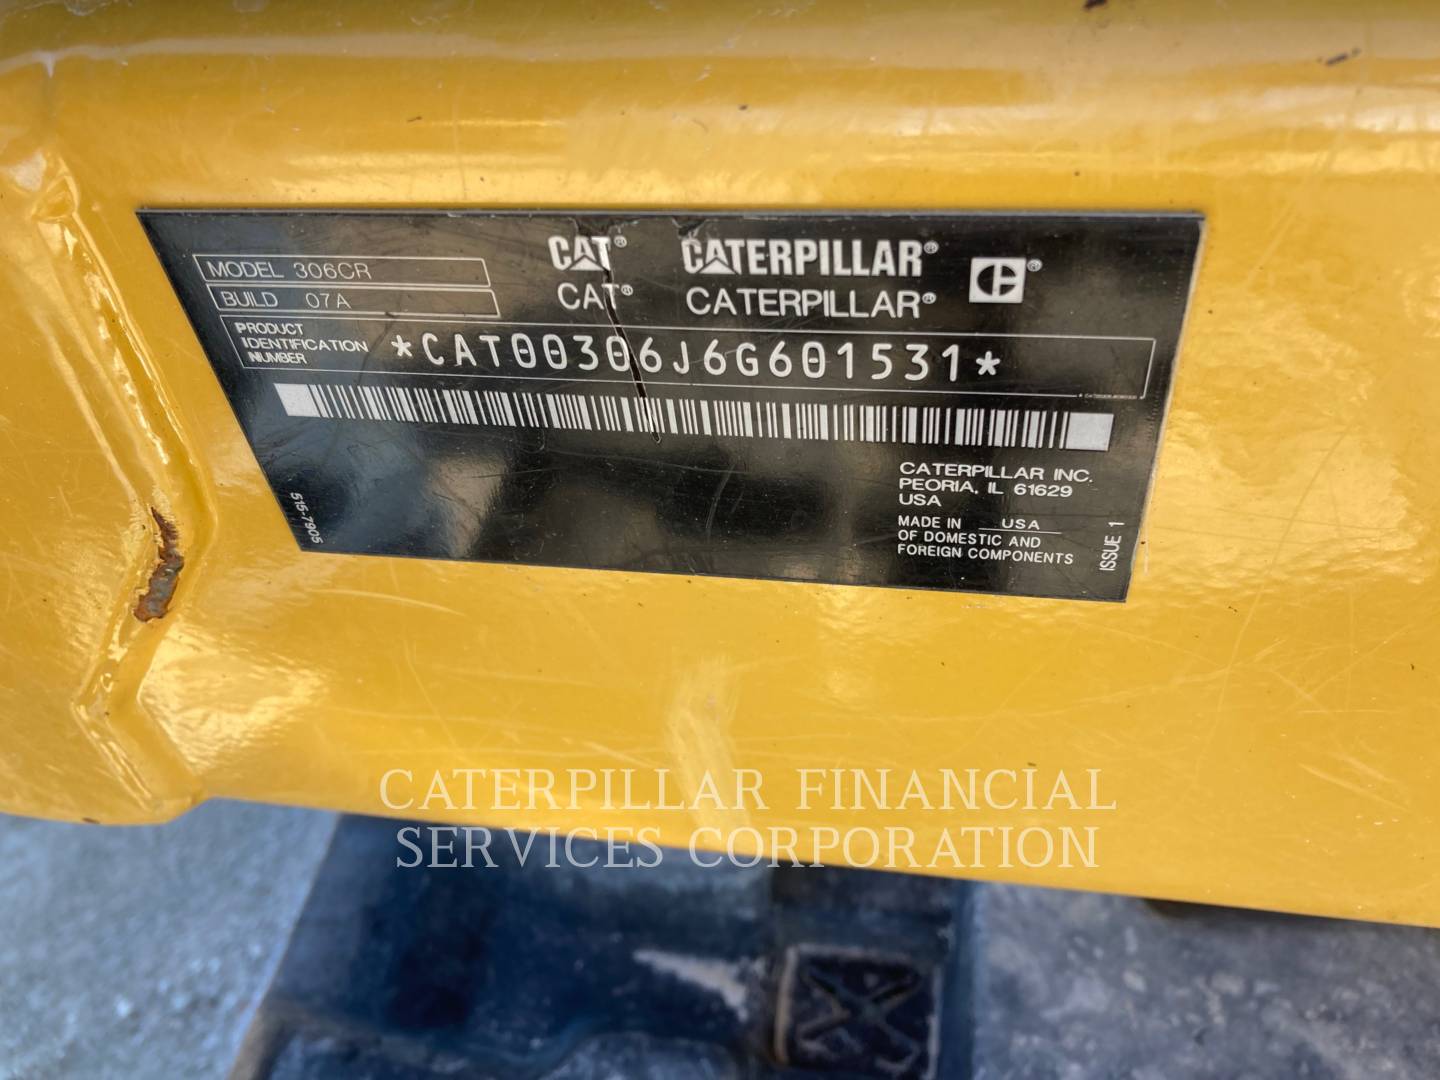 MODEL 306CR
BUILD 07A
CAT® CATERPILLAR® ®
CAT® CATERPILLAR®
PRODUCT
IDENTIFICATION
NUMBER
*CAT00306J6G601531*
515-7905
CATERPILLAR INC.
PEORIA, IL 61629
USA
MADE IN USA
OF DOMESTIC AND
FOREIGN COMPONENTS
ISSUE 1
CATERPILLAR FINANCIAL
SERVICES CORPORATION